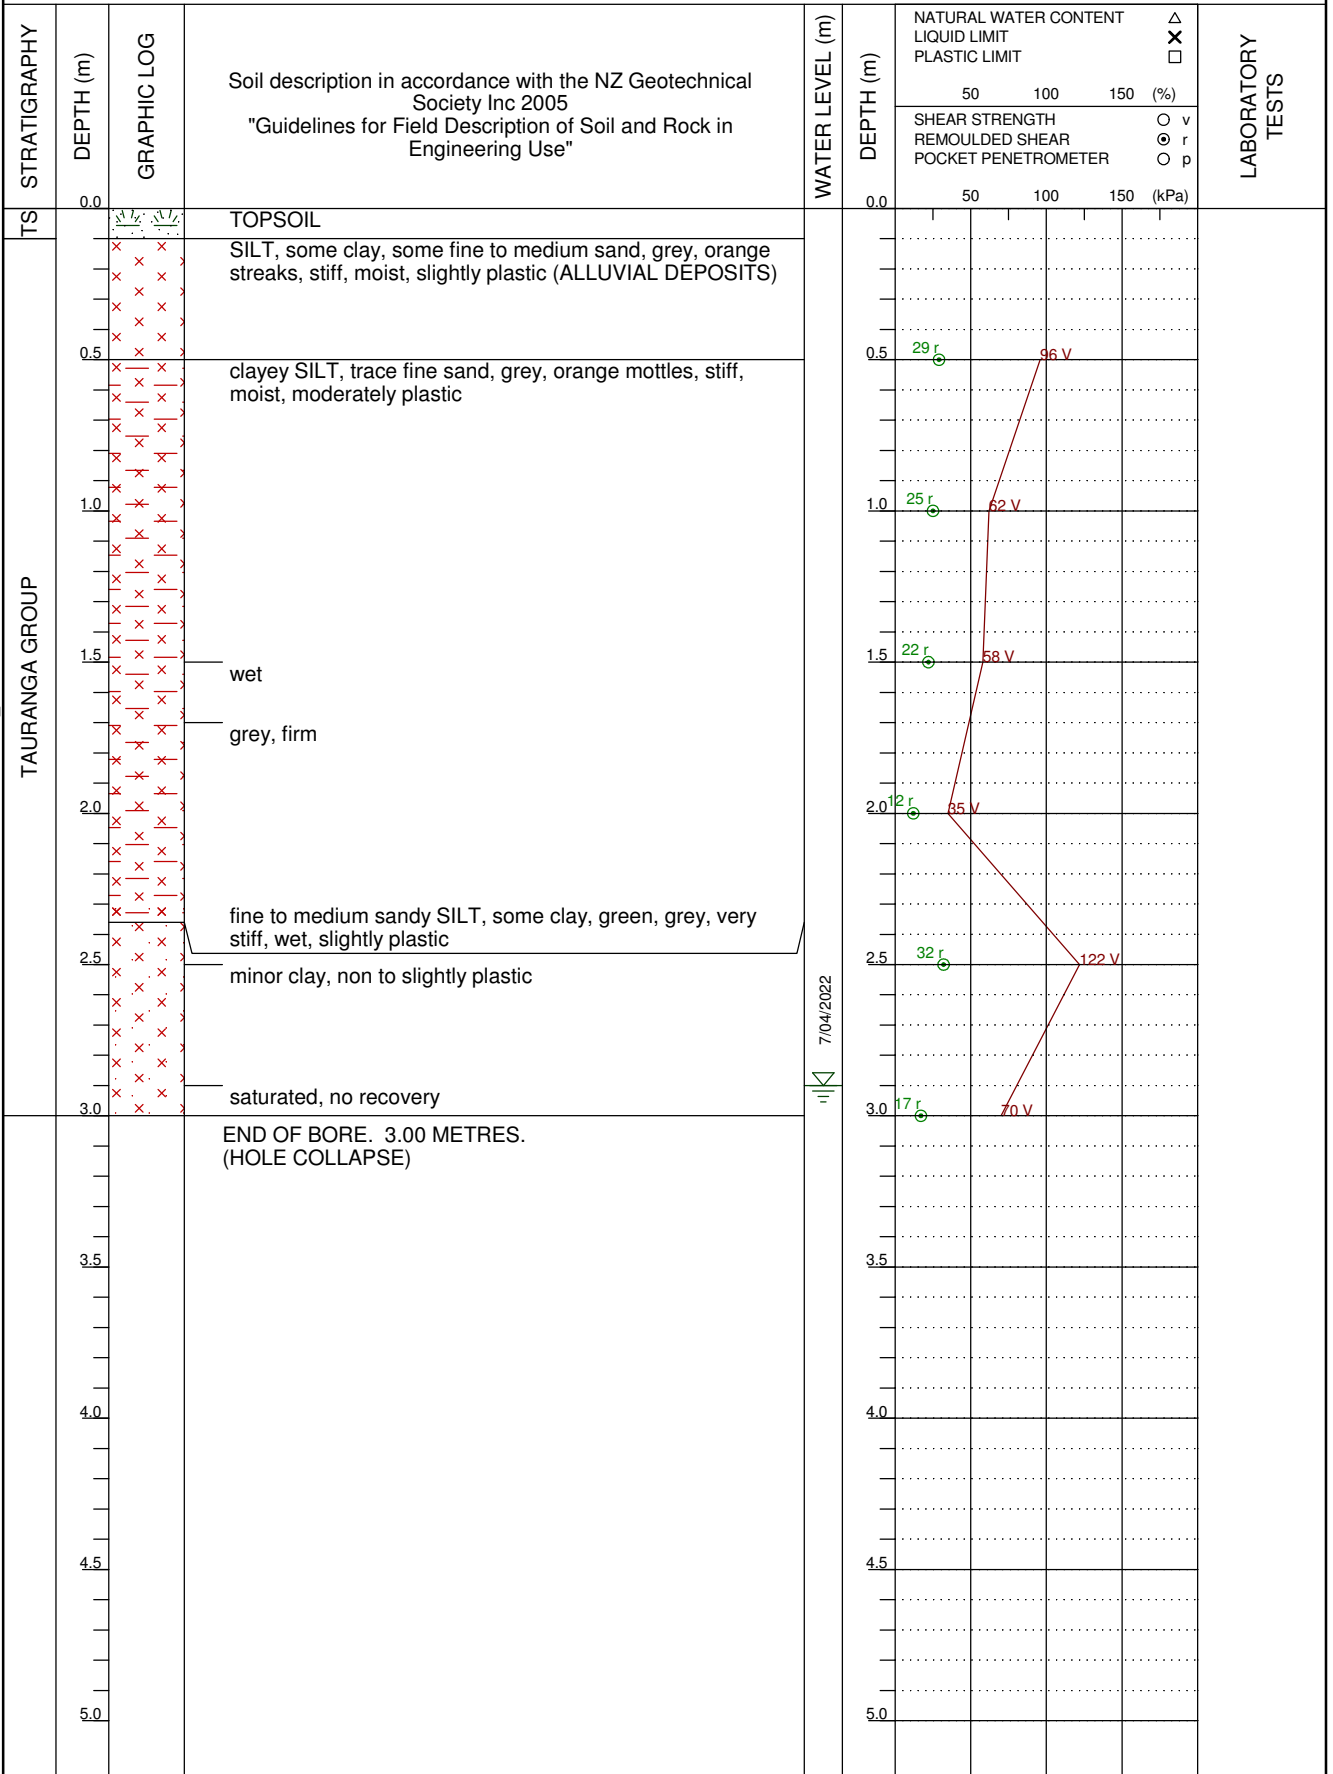 STRATIGRAPHY
DEPTH (m)
GRAPHIC LOG
Soil description in accordance with the NZ Geotechnical
Society Inc 2005
"Guidelines for Field Description of Soil and Rock in
Engineering Use"
WATER LEVEL (m)
DEPTH (m)
NATURAL WATER CONTENT △
LIQUID LIMIT ✕
PLASTIC LIMIT □
50 100 150 (%)
SHEAR STRENGTH ○ v
REMOULDED SHEAR ⊙ r
POCKET PENETROMETER ○ p
50 100 150 (kPa)
LABORATORY
TESTS
0.0
0.0
TS
TOPSOIL
SILT, some clay, some fine to medium sand, grey, orange
streaks, stiff, moist, slightly plastic (ALLUVIAL DEPOSITS)
0.5
0.5
29 r
96 V
clayey SILT, trace fine sand, grey, orange mottles, stiff,
moist, moderately plastic
1.0
1.0
25 r
62 V
TAURANGA GROUP
1.5
1.5
22 r
58 V
wet
grey, firm
2.0
2.0
12 r
35 V
fine to medium sandy SILT, some clay, green, grey, very
stiff, wet, slightly plastic
2.5
2.5
32 r
122 V
minor clay, non to slightly plastic
7/04/2022
saturated, no recovery
3.0
3.0
17 r
70 V
END OF BORE. 3.00 METRES.
(HOLE COLLAPSE)
3.5
3.5
4.0
4.0
4.5
4.5
5.0
5.0